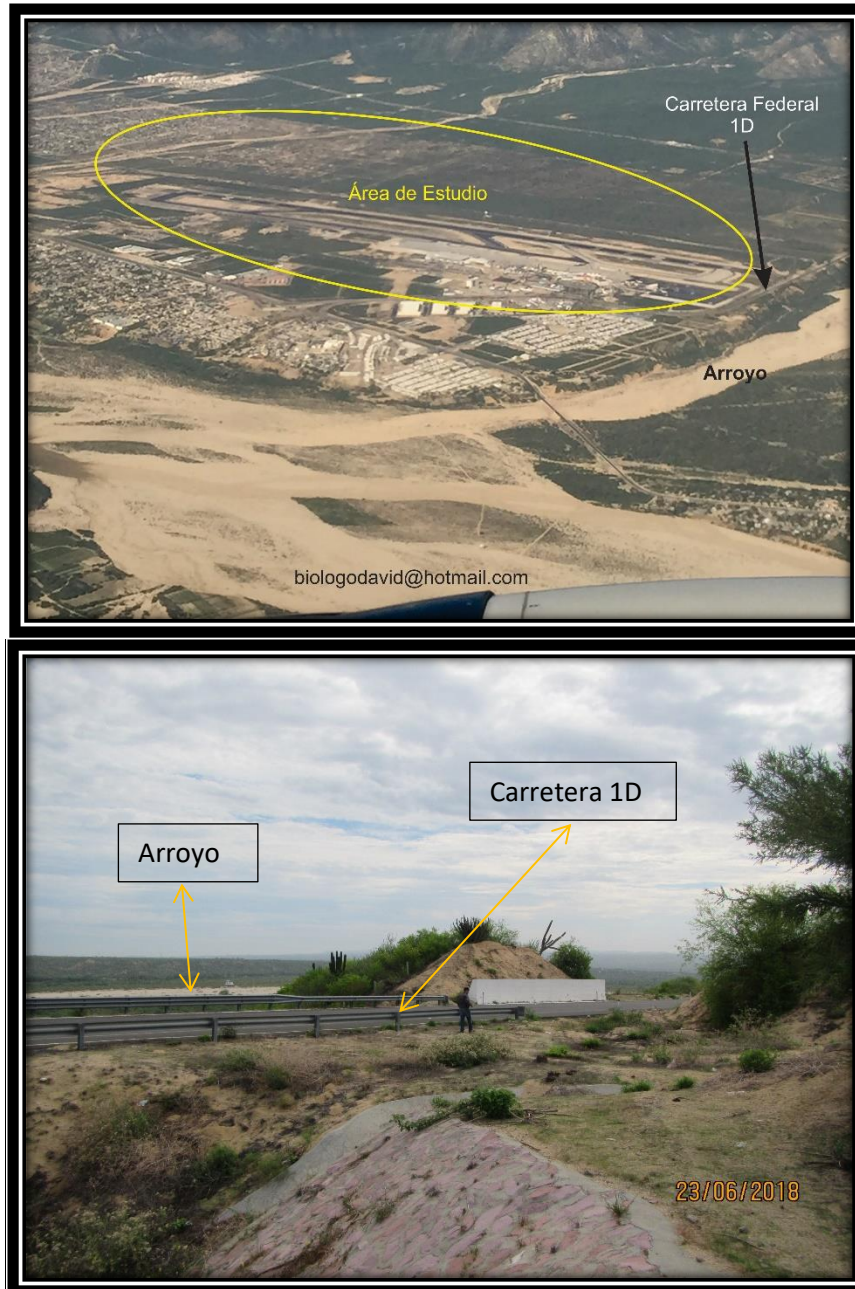 Carretera Federal
1D
Área de Estudio
Arroyo
biologodavid@hotmail.com
Carretera 1D
Arroyo
23/06/2018